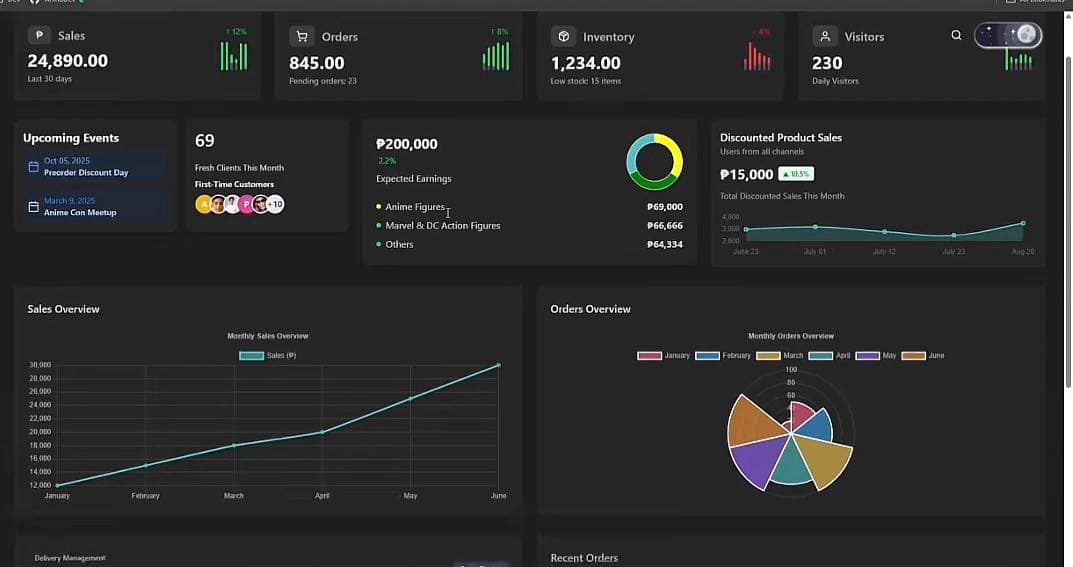 Sales
↑ 12%
24,890.00
Last 30 days
Orders
↑ 8%
845.00
Pending orders: 23
Inventory
↓ 4%
1,234.00
Low stock: 15 items
Visitors
230
Daily Visitors
Upcoming Events
Oct 05, 2025
Preorder Discount Day
March 9, 2025
Anime Con Meetup
69
Fresh Clients This Month
First-Time Customers
A
P
+10
₱200,000
2.2%
Expected Earnings
Anime Figures ₱69,000
Marvel & DC Action Figures ₱66,666
Others ₱64,334
Discounted Product Sales
Users from all channels
₱15,000 ▲ 10.5%
Total Discounted Sales This Month
4,000
3,000
2,000
June 23 July 01 July 12 July 23 Aug 20
Sales Overview
Monthly Sales Overview
Sales (₱)
30,000
28,000
26,000
24,000
22,000
20,000
18,000
16,000
14,000
12,000
January February March April May June
Orders Overview
Monthly Orders Overview
January February March April May June
100
80
60
Delivery Management
Recent Orders